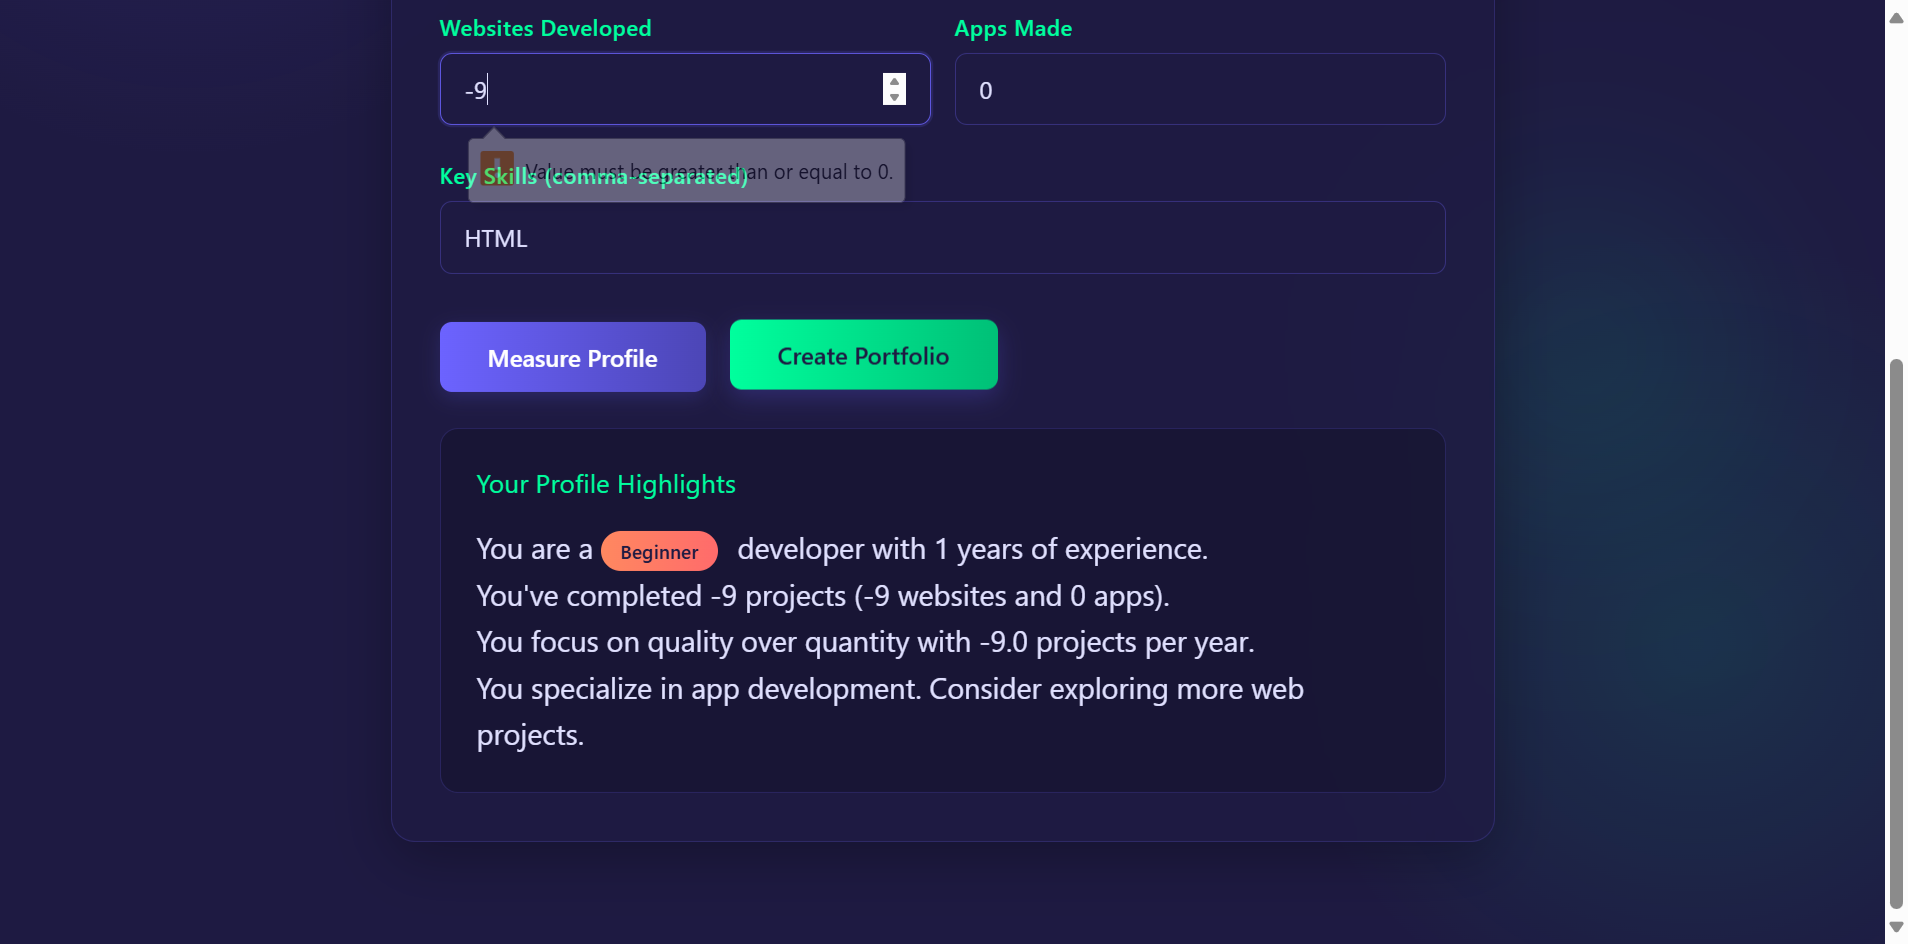 Websites Developed
Apps Made
-9
0
Value must be greater than or equal to 0.
Key Skills (comma-separated)
HTML
Measure Profile
Create Portfolio
Your Profile Highlights
You are a Beginner developer with 1 years of experience.
You've completed -9 projects (-9 websites and 0 apps).
You focus on quality over quantity with -9.0 projects per year.
You specialize in app development. Consider exploring more web
projects.